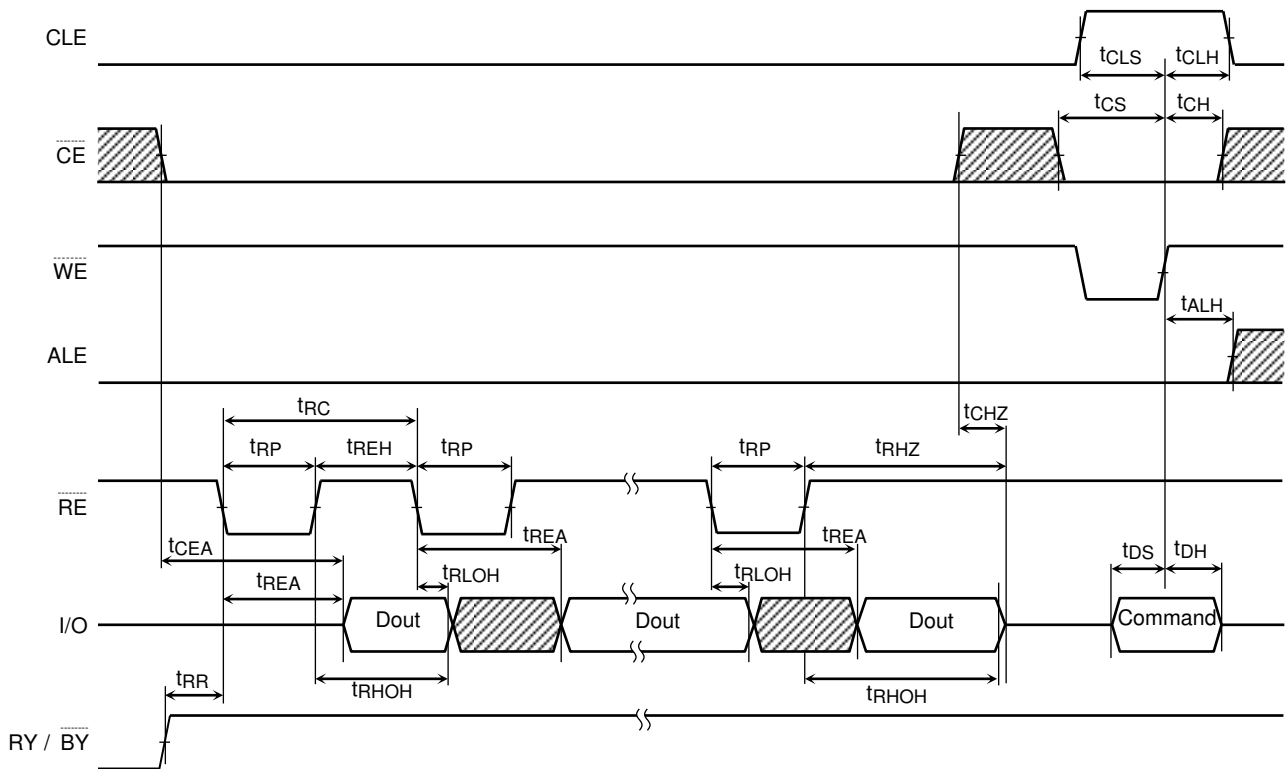 CLE
tCLS tCLH
tCS tCH
CE
WE
tALH
ALE
tRC
tCHZ
tRP tREH tRP tRP tRHZ
RE
tCEA tREA tREA
tREA tRLOH tRLOH tDS tDH
I/O Dout Dout Dout Command
tRR tRHOH tRHOH
RY / BY